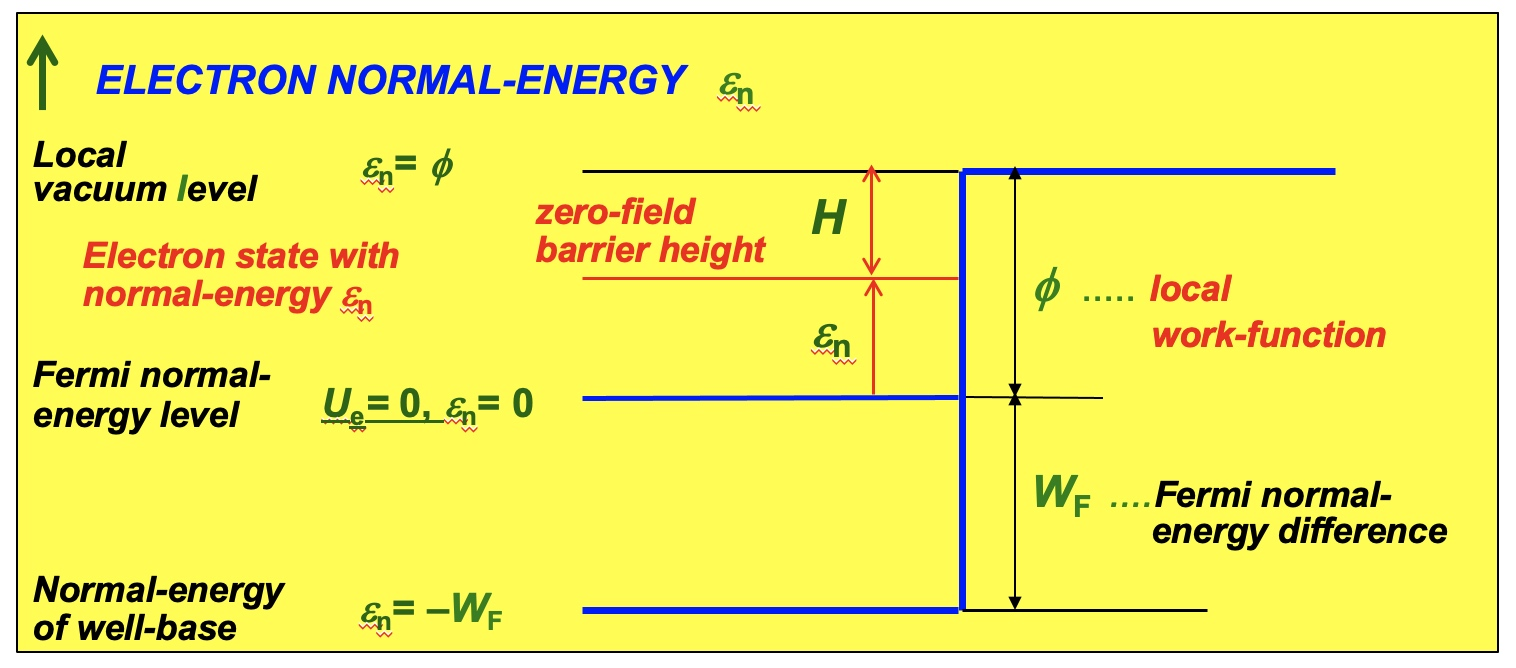 ELECTRON NORMAL-ENERGY εn
Local
vacuum level
εn= ϕ
zero-field
barrier height
H
Electron state with
normal-energy εn
εn
ϕ ..... local
work-function
Fermi normal-
energy level
Ue= 0, εn= 0
WF ....Fermi normal-
energy difference
Normal-energy
of well-base
εn= –WF